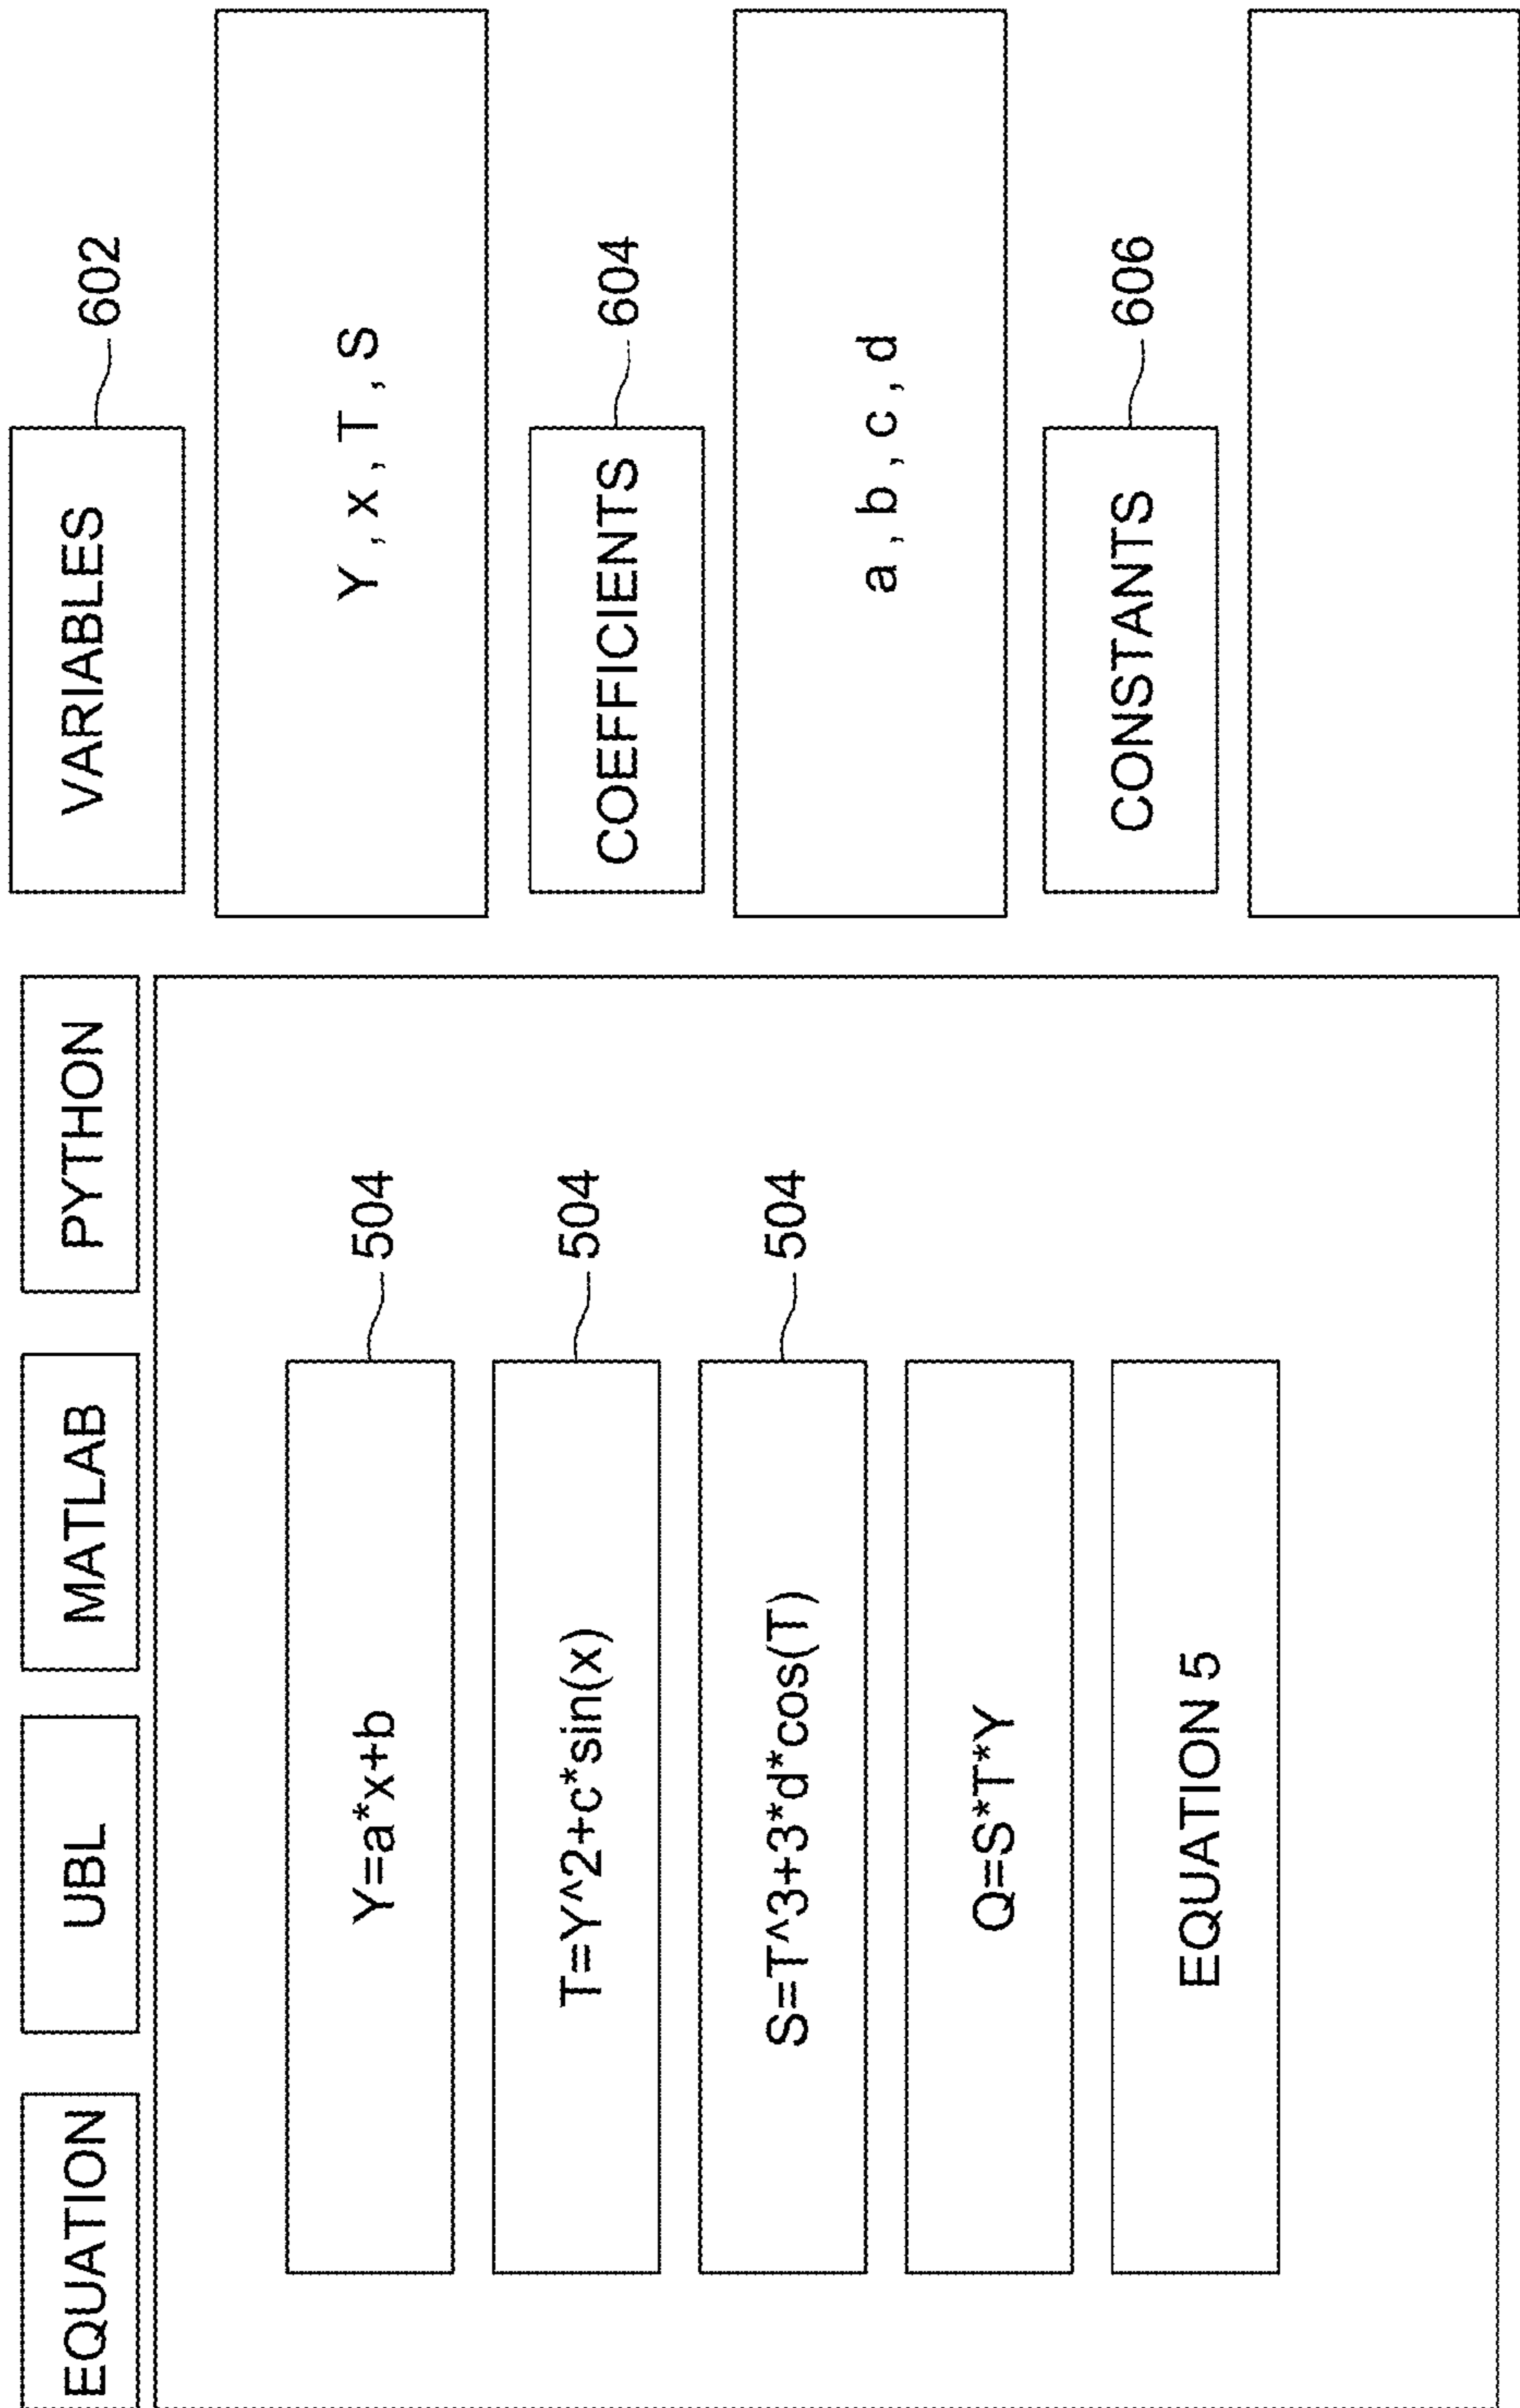 EQUATION UBL MATLAB PYTHON
Y=a*x+b 504
T=Y^2+c*sin(x) 504
S=T^3+3*d*cos(T) 504
Q=S*T*Y
EQUATION 5
VARIABLES 602
Y , x , T , S
COEFFICIENTS 604
a , b , c , d
CONSTANTS 606